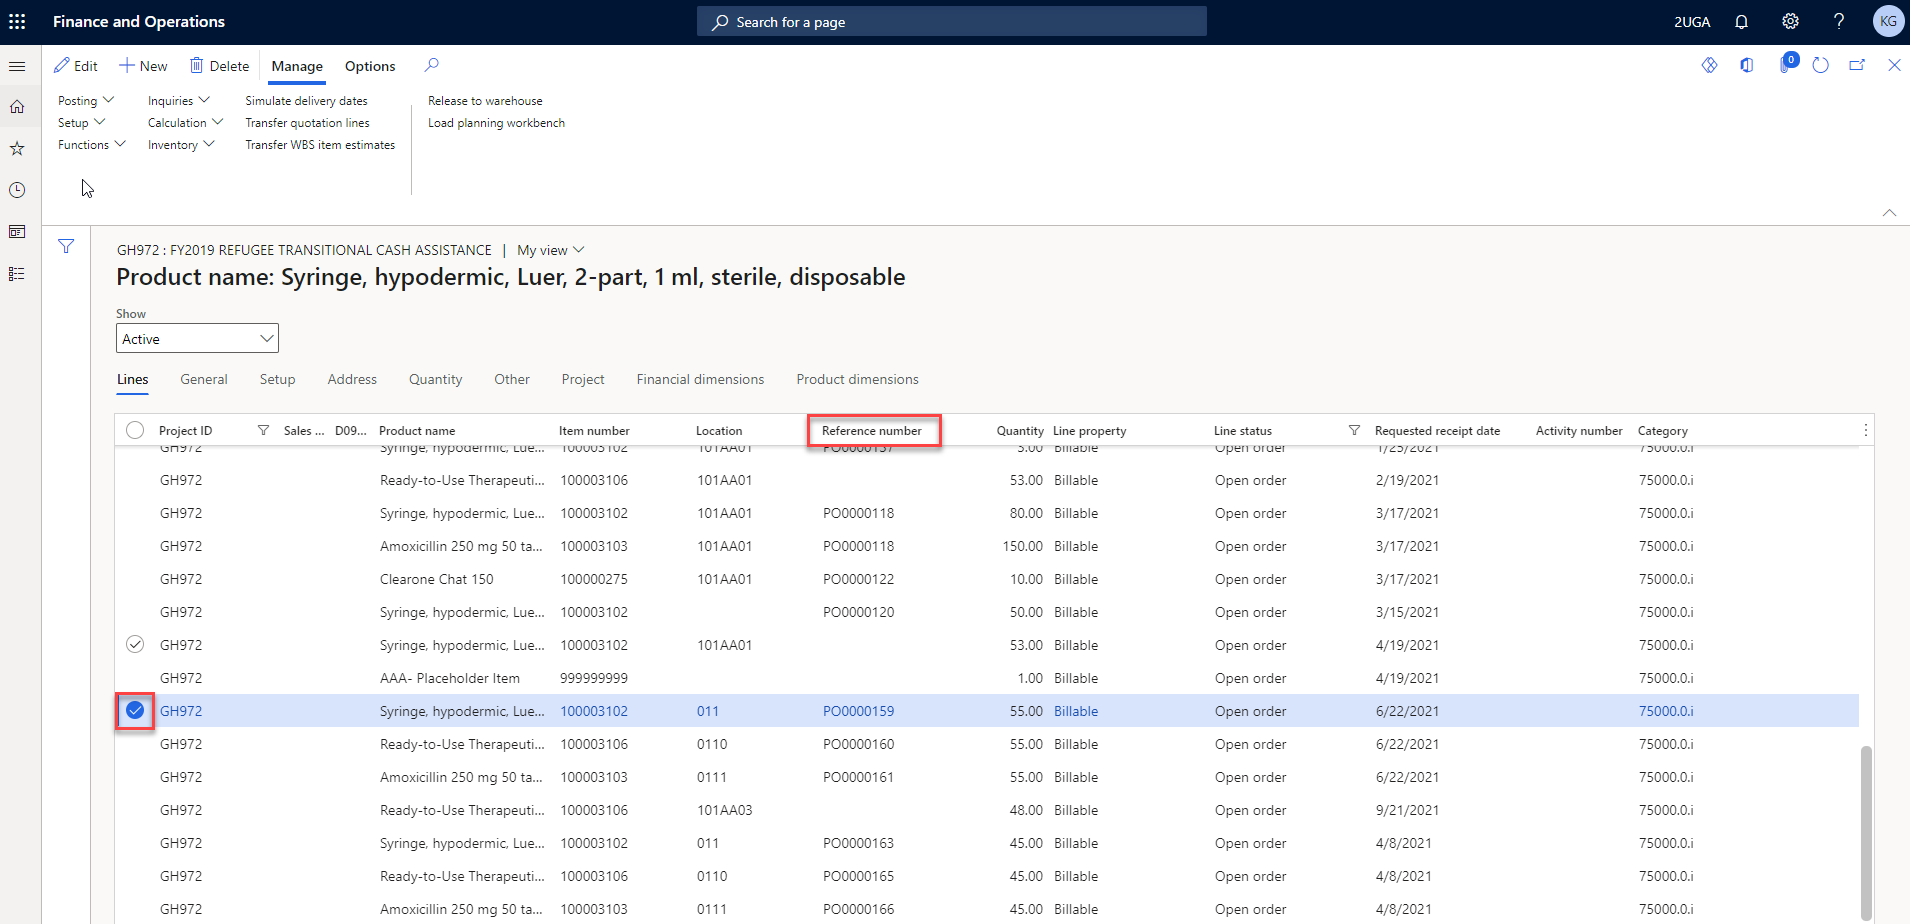 Finance and Operations
Search for a page
2UGA
KG
Edit New Delete Manage Options
0
Posting Inquiries Simulate delivery dates Release to warehouse
Setup Calculation Transfer quotation lines Load planning workbench
Functions Inventory Transfer WBS item estimates
GH972 : FY2019 REFUGEE TRANSITIONAL CASH ASSISTANCE | My view
Product name: Syringe, hypodermic, Luer, 2-part, 1 ml, sterile, disposable
Show
Active
Lines General Setup Address Quantity Other Project Financial dimensions Product dimensions
Project ID Sales ... D09... Product name Item number Location Reference number Quantity Line property Line status Requested receipt date Activity number Category
GH972 Syringe, hypodermic, Lue... 100003102 101AA01 PO0000157 3.00 Billable Open order 1/25/2021 75000.0.i
GH972 Ready-to-Use Therapeuti... 100003106 101AA01 53.00 Billable Open order 2/19/2021 75000.0.i
GH972 Syringe, hypodermic, Lue... 100003102 101AA01 PO0000118 80.00 Billable Open order 3/17/2021 75000.0.i
GH972 Amoxicillin 250 mg 50 ta... 100003103 101AA01 PO0000118 150.00 Billable Open order 3/17/2021 75000.0.i
GH972 Clearone Chat 150 100000275 101AA01 PO0000122 10.00 Billable Open order 3/17/2021 75000.0.i
GH972 Syringe, hypodermic, Lue... 100003102 PO0000120 50.00 Billable Open order 3/15/2021 75000.0.i
GH972 Syringe, hypodermic, Lue... 100003102 101AA01 53.00 Billable Open order 4/19/2021 75000.0.i
GH972 AAA- Placeholder Item 999999999 1.00 Billable Open order 4/19/2021 75000.0.i
GH972 Syringe, hypodermic, Lue... 100003102 011 PO0000159 55.00 Billable Open order 6/22/2021 75000.0.i
GH972 Ready-to-Use Therapeuti... 100003106 0110 PO0000160 55.00 Billable Open order 6/22/2021 75000.0.i
GH972 Amoxicillin 250 mg 50 ta... 100003103 0111 PO0000161 55.00 Billable Open order 6/22/2021 75000.0.i
GH972 Ready-to-Use Therapeuti... 100003106 101AA03 48.00 Billable Open order 9/21/2021 75000.0.i
GH972 Syringe, hypodermic, Lue... 100003102 011 PO0000163 45.00 Billable Open order 4/8/2021 75000.0.i
GH972 Ready-to-Use Therapeuti... 100003106 0110 PO0000165 45.00 Billable Open order 4/8/2021 75000.0.i
GH972 Amoxicillin 250 mg 50 ta... 100003103 0111 PO0000166 45.00 Billable Open order 4/8/2021 75000.0.i